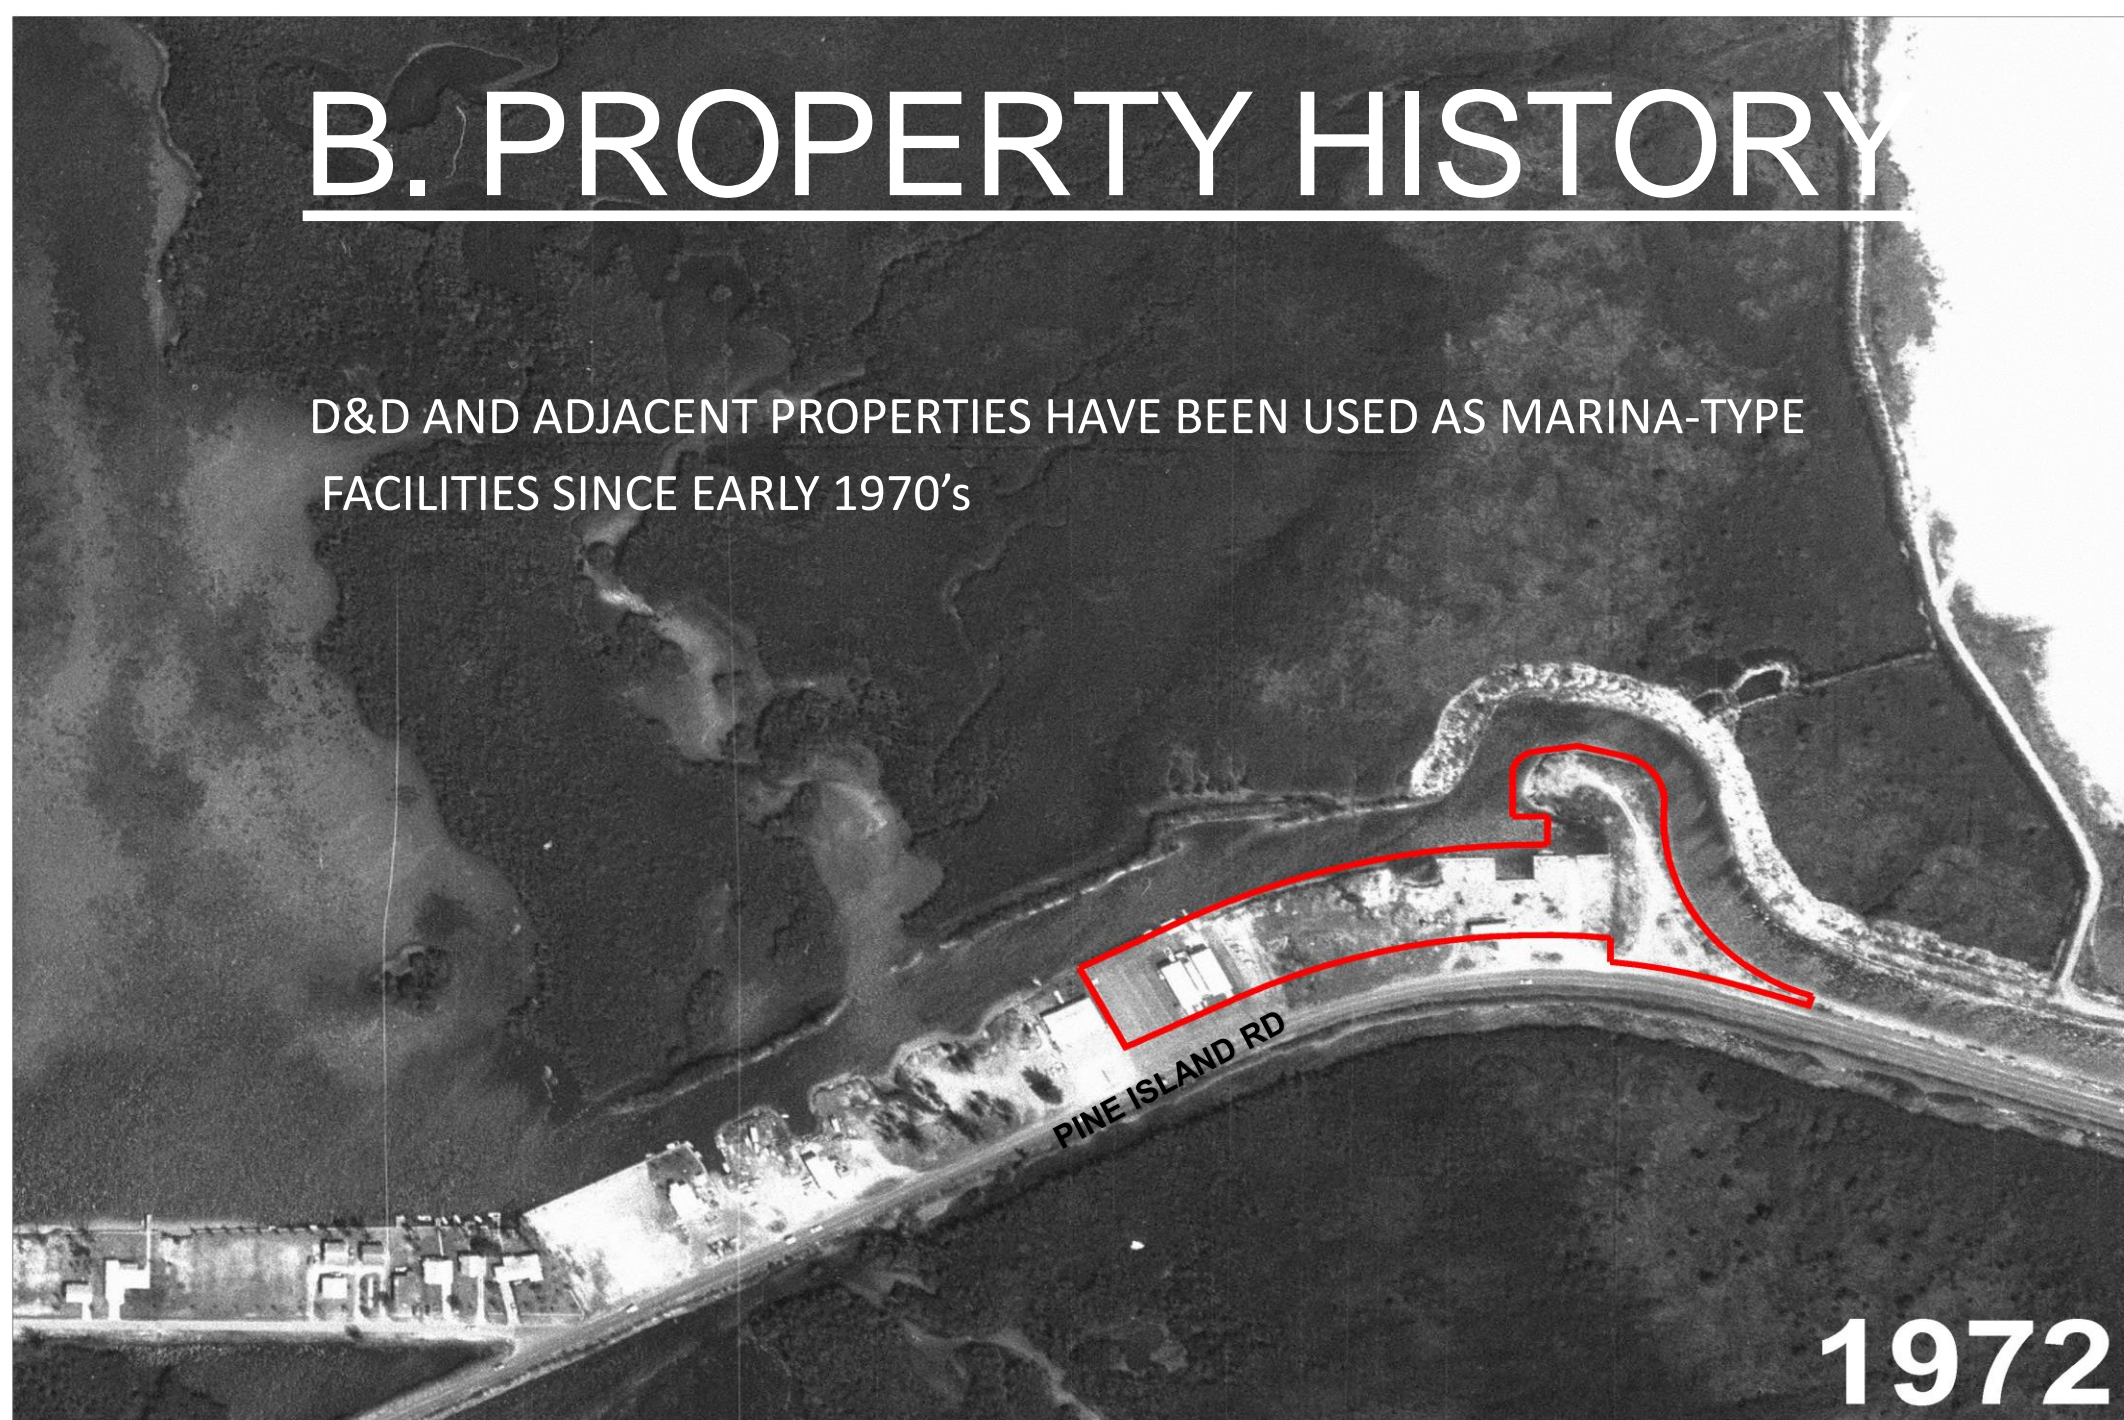 B. PROPERTY HISTORY
D&D AND ADJACENT PROPERTIES HAVE BEEN USED AS MARINA-TYPE
FACILITIES SINCE EARLY 1970’s
PINE ISLAND RD
1972